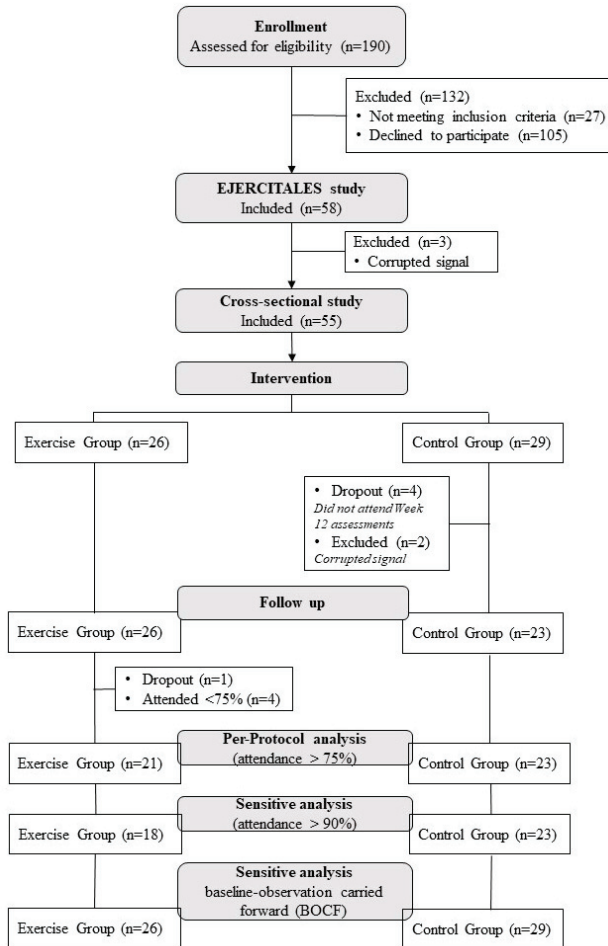 Enrollment
Assessed for eligibility (n=190)
Excluded (n=132)
• Not meeting inclusion criteria (n=27)
• Declined to participate (n=105)
EJERCITALES study
Included (n=58)
Excluded (n=3)
• Corrupted signal
Cross-sectional study
Included (n=55)
Intervention
Exercise Group (n=26)
Control Group (n=29)
• Dropout (n=4)
Did not attend Week
12 assessments
• Excluded (n=2)
Corrupted signal
Follow up
Exercise Group (n=26)
Control Group (n=23)
• Dropout (n=1)
• Attended <75% (n=4)
Per-Protocol analysis
(attendance > 75%)
Exercise Group (n=21)
Control Group (n=23)
Sensitive analysis
(attendance > 90%)
Exercise Group (n=18)
Control Group (n=23)
Sensitive analysis
baseline-observation carried
forward (BOCF)
Exercise Group (n=26)
Control Group (n=29)